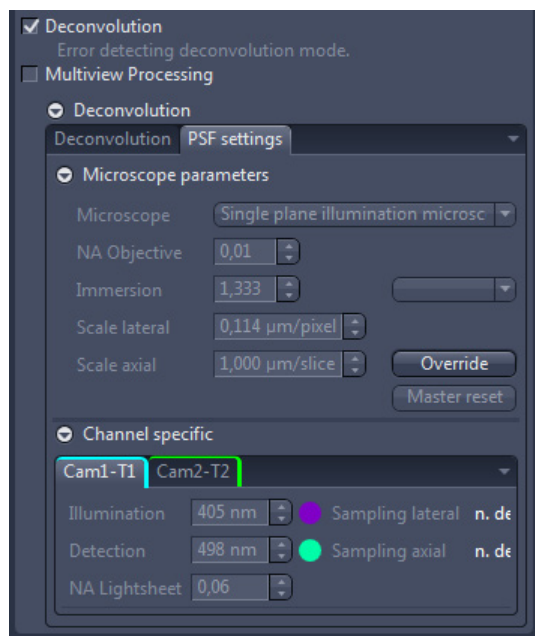 Deconvolution
Error detecting deconvolution mode.
Multiview Processing
Deconvolution
Deconvolution PSF settings
Microscope parameters
Microscope Single plane illumination microsc
NA Objective 0,01
Immersion 1,333
Scale lateral 0,114 µm/pixel
Scale axial 1,000 µm/slice Override
Master reset
Channel specific
Cam1-T1 Cam2-T2
Illumination 405 nm Sampling lateral n. de
Detection 498 nm Sampling axial n. de
NA Lightsheet 0,06